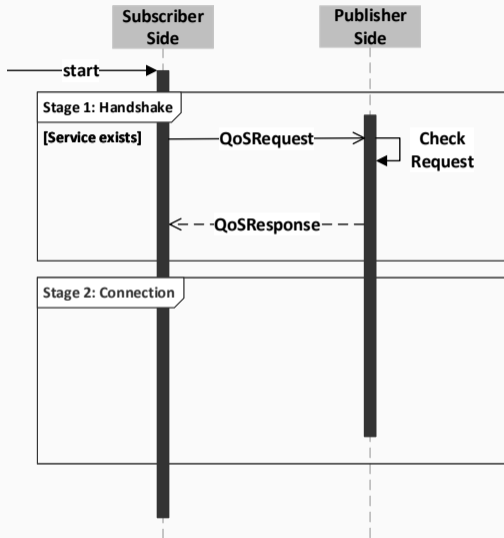 Subscriber
Side
Publisher
Side
start
Stage 1: Handshake
[Service exists]
QoSRequest
Check
Request
QoSResponse
Stage 2: Connection